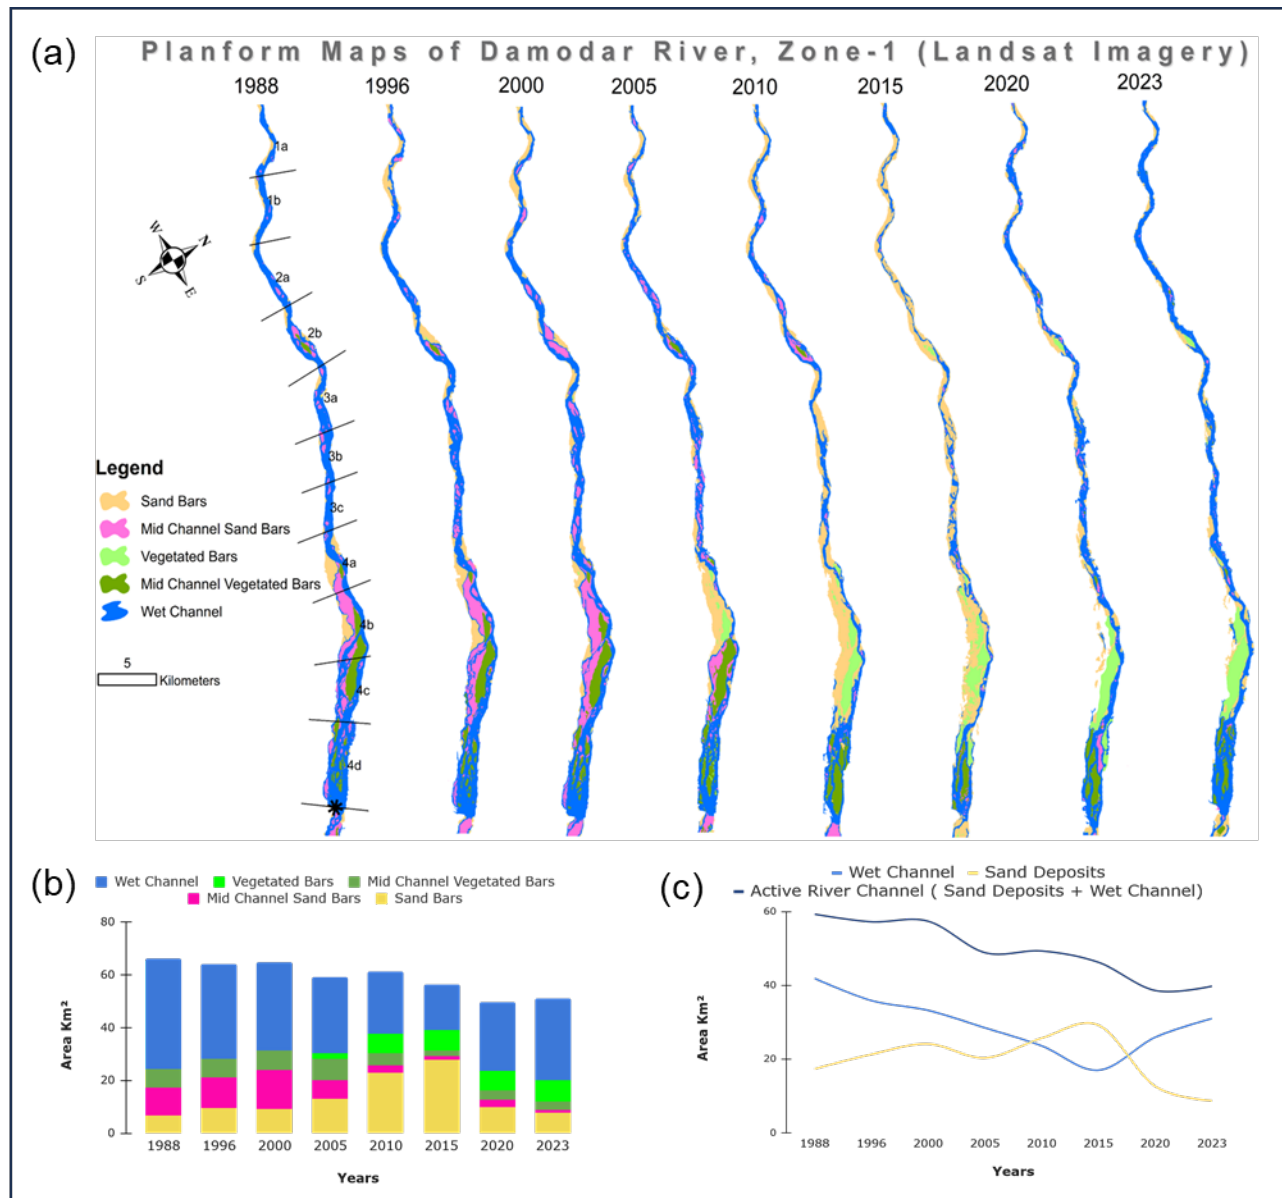 (a)
Planform Maps of Damodar River, Zone-1 (Landsat Imagery)
1988 1996 2000 2005 2010 2015 2020 2023
1a
1b
2a
2b
3a
3b
3c
4a
4b
4c
4d
W
N
S
E
Legend
Sand Bars
Mid Channel Sand Bars
Vegetated Bars
Mid Channel Vegetated Bars
Wet Channel
5
Kilometers
(b)
Wet Channel Vegetated Bars Mid Channel Vegetated Bars
Mid Channel Sand Bars Sand Bars
Area Km²
80
60
40
20
0
1988 1996 2000 2005 2010 2015 2020 2023
Years
(c)
Wet Channel Sand Deposits
Active River Channel ( Sand Deposits + Wet Channel)
Area Km²
60
40
20
0
1988 1996 2000 2005 2010 2015 2020 2023
Years